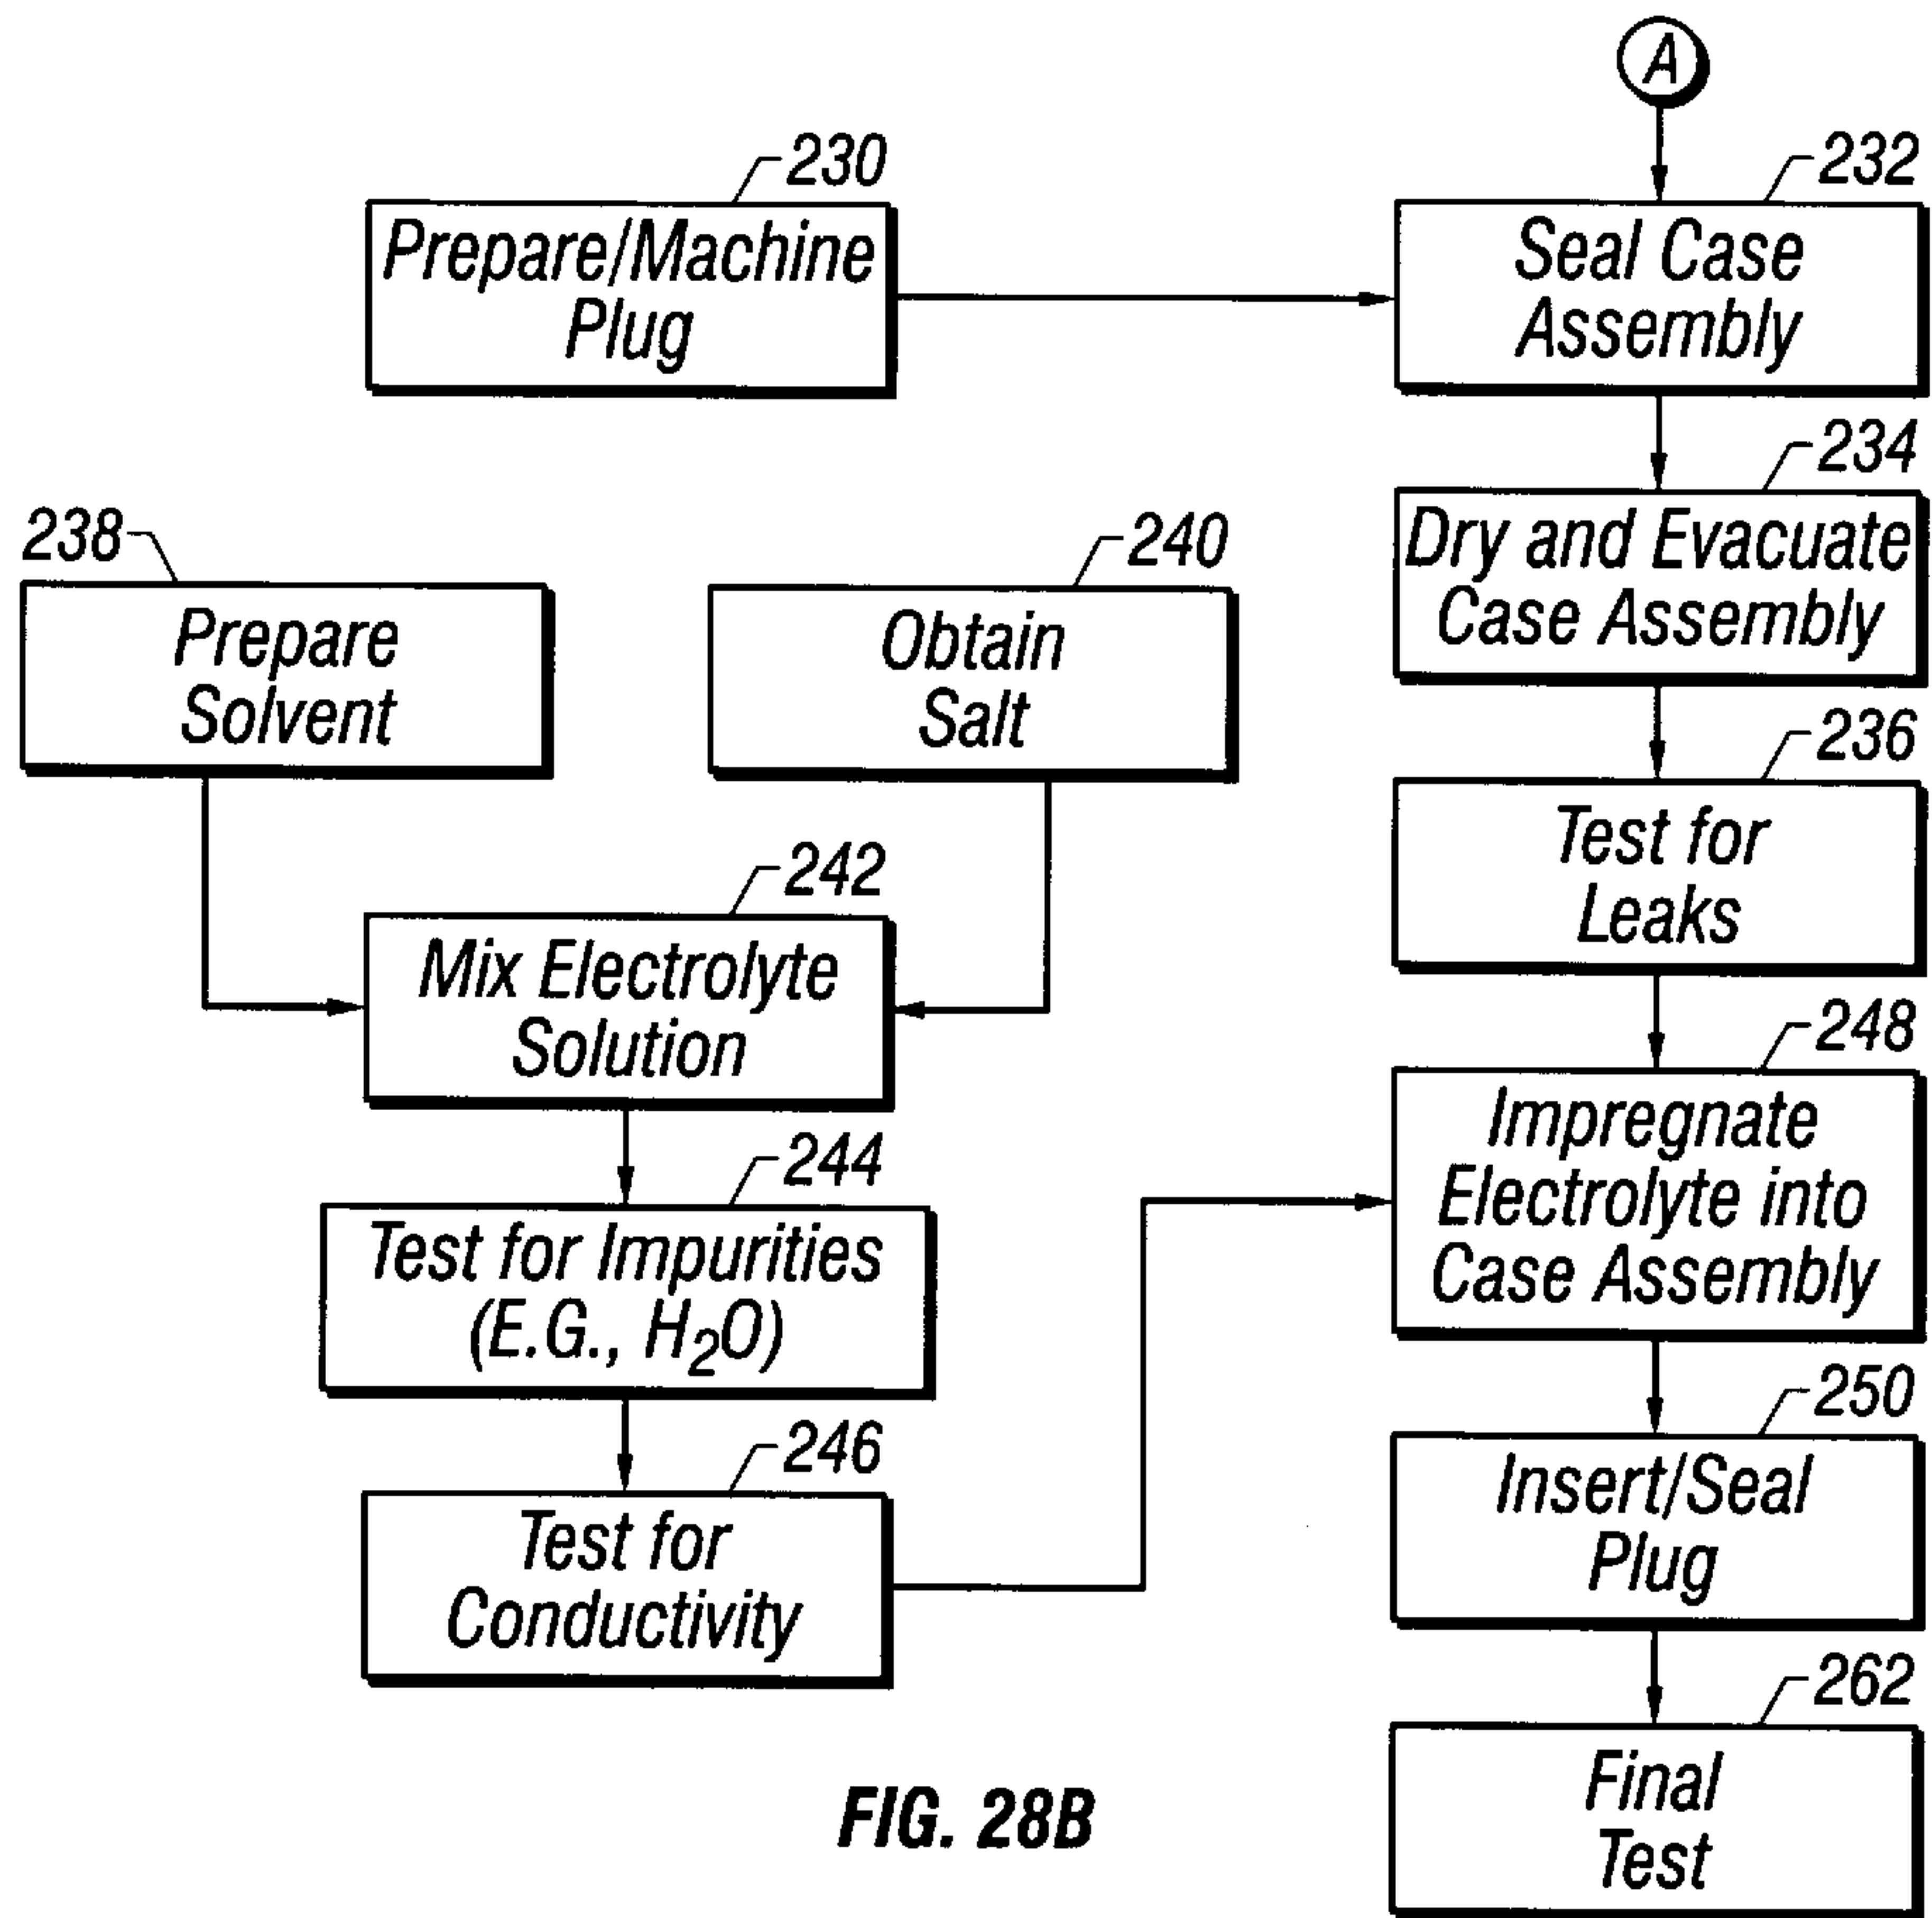 A
230
Prepare/Machine
Plug
232
Seal Case
Assembly
234
Dry and Evacuate
Case Assembly
238
Prepare
Solvent
240
Obtain
Salt
236
Test for
Leaks
242
Mix Electrolyte
Solution
244
Test for Impurities
(E.G., H₂O)
246
Test for
Conductivity
248
Impregnate
Electrolyte into
Case Assembly
250
Insert/Seal
Plug
262
Final
Test
FIG. 28B